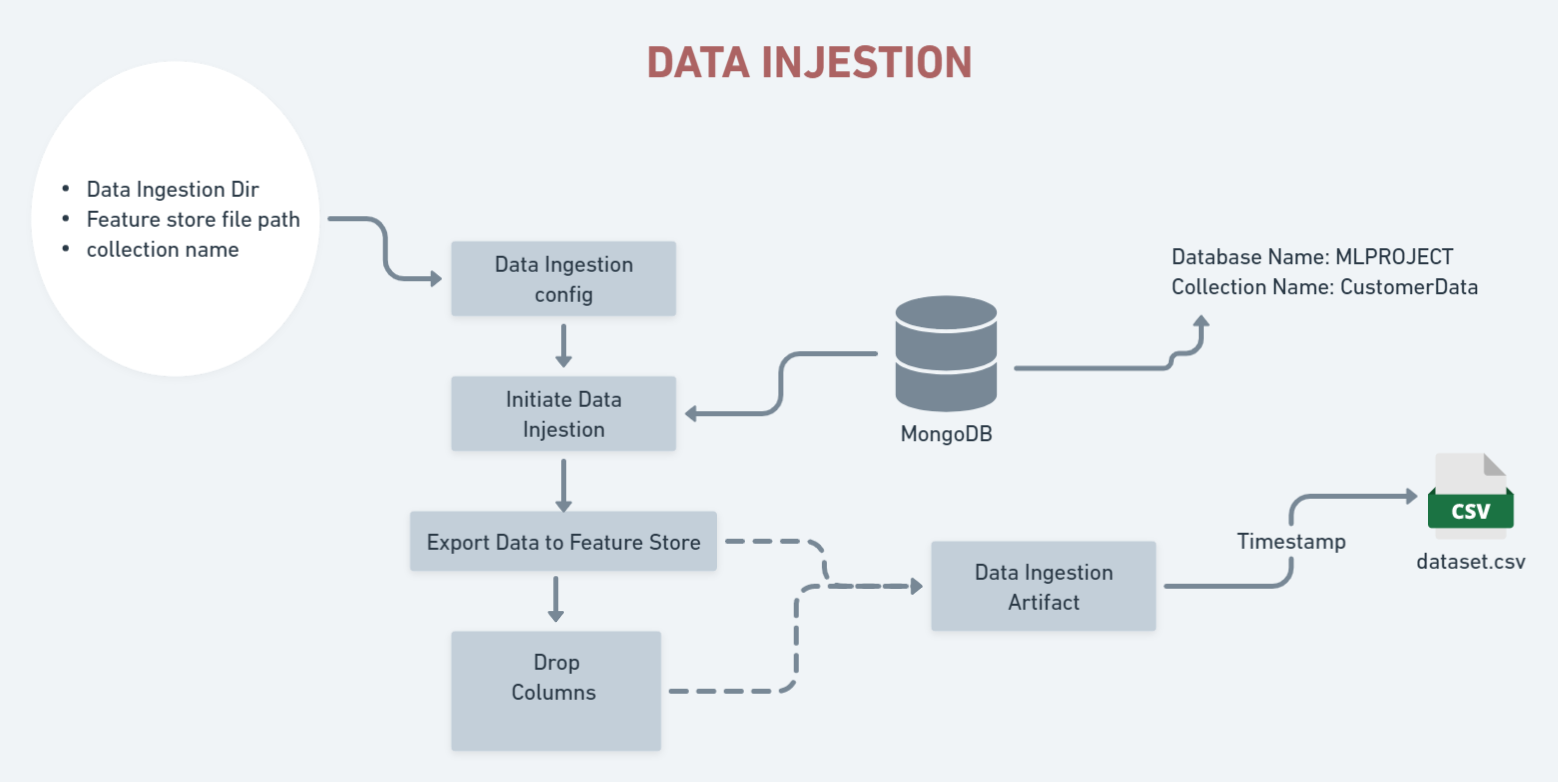 DATA INJESTION
• Data Ingestion Dir
• Feature store file path
• collection name
Data Ingestion
config
Database Name: MLPROJECT
Collection Name: CustomerData
Initiate Data
Injestion
MongoDB
Export Data to Feature Store
Data Ingestion
Artifact
Timestamp
CSV
dataset.csv
Drop
Columns